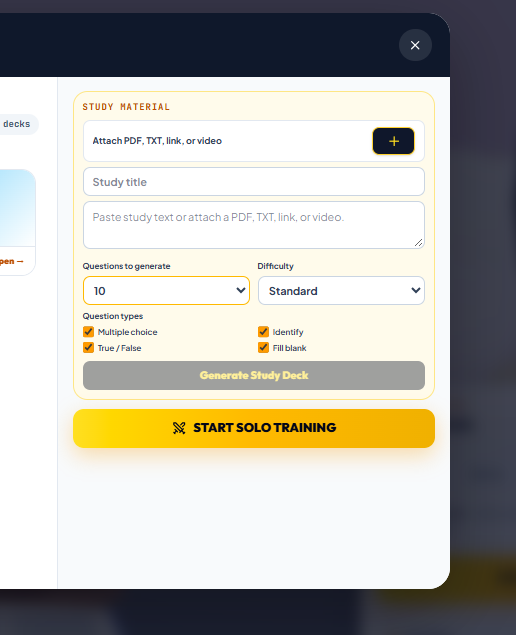 decks
STUDY MATERIAL
Attach PDF, TXT, link, or video
+
Study title
Paste study text or attach a PDF, TXT, link, or video.
Questions to generate
Difficulty
10
Standard
Question types
Multiple choice
Identify
True / False
Fill blank
Generate Study Deck
START SOLO TRAINING